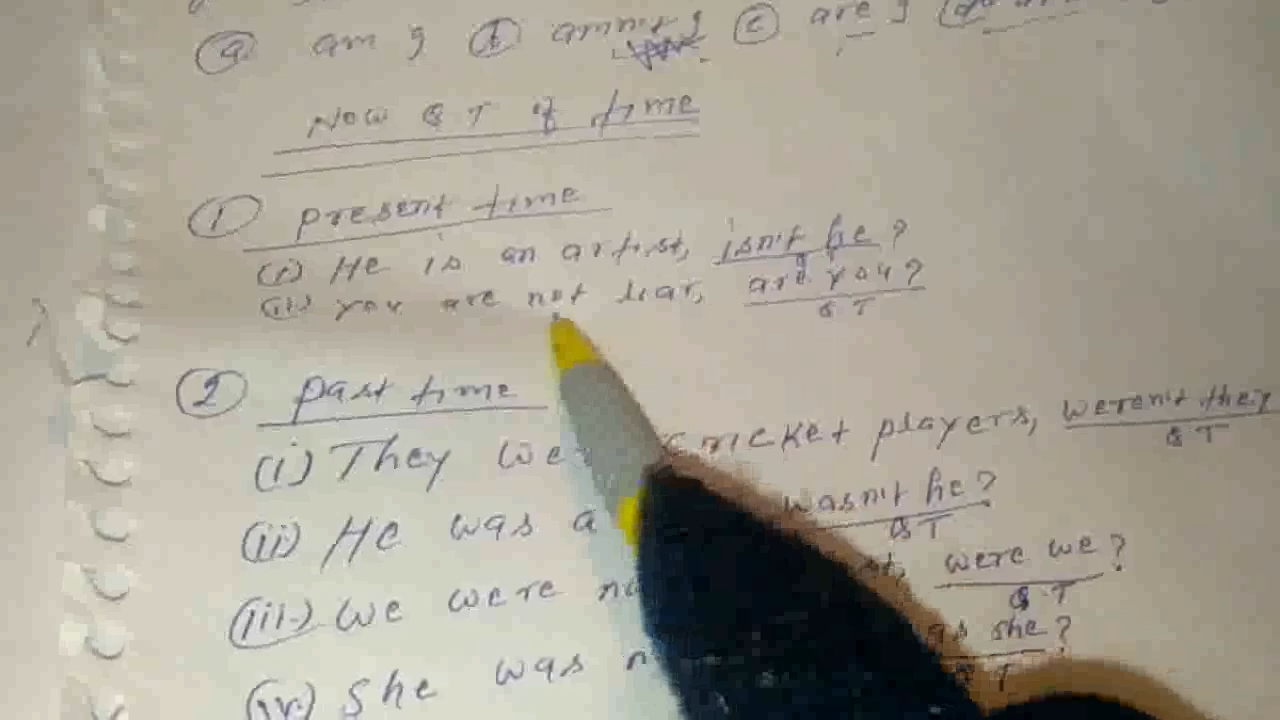 (a) am, (b) amn't, (c) are,
Now QT of time
(1) Present time
(i) He is an artist, isn't he?
(ii) You are not liar, are you?
QT
(2) Past time
(i) They were cricket players, weren't they
QT
(ii) He was a wasn't he?
QT
(iii) We were were we?
QT
(iv) She was she?
QT